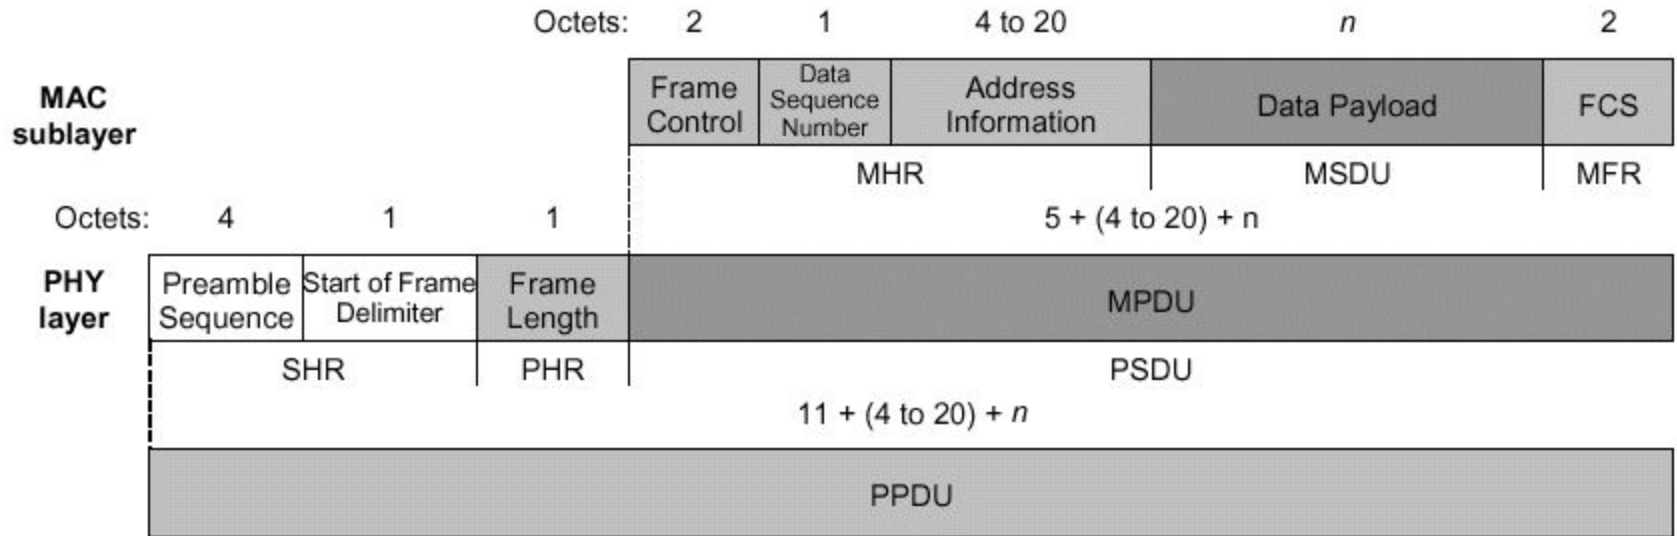 Octets: 2 1 4 to 20 n 2
MAC
sublayer
Frame
Control
Data
Sequence
Number
Address
Information
Data Payload
FCS
MHR MSDU MFR
Octets: 4 1 1 5 + (4 to 20) + n
PHY
layer
Preamble
Sequence
Start of Frame
Delimiter
Frame
Length
MPDU
SHR PHR PSDU
11 + (4 to 20) + n
PPDU